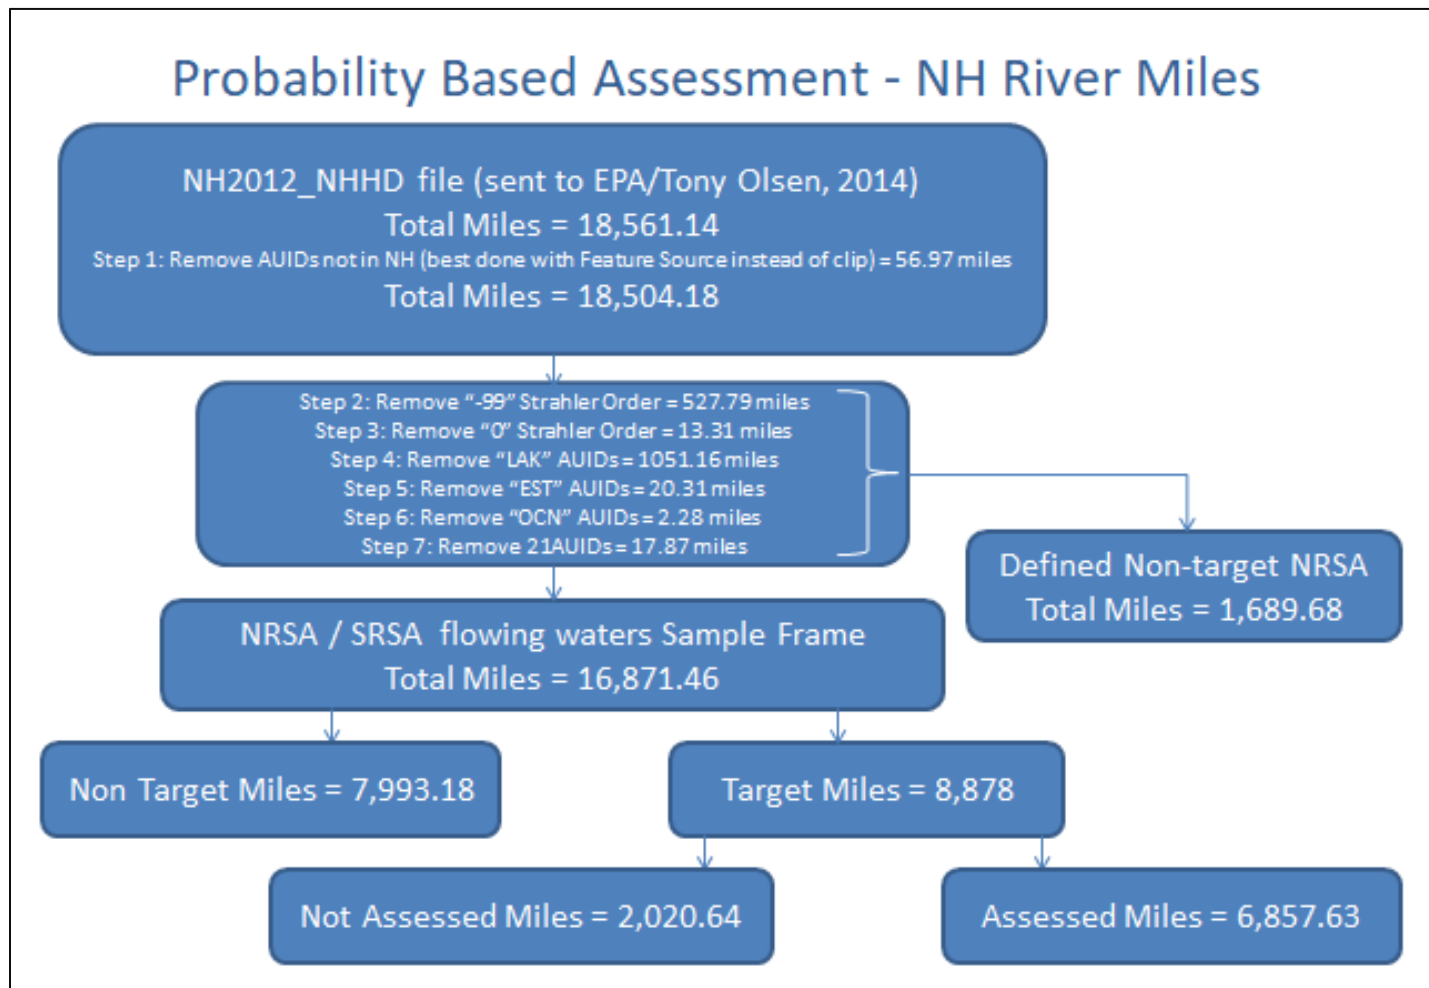 Probability Based Assessment - NH River Miles
NH2012_NHHD file (sent to EPA/Tony Olsen, 2014)
Total Miles = 18,561.14
Step 1: Remove AUIDs not in NH (best done with Feature Source instead of clip) = 56.97 miles
Total Miles = 18,504.18
Step 2: Remove “-99” Strahler Order = 527.79 miles
Step 3: Remove “0” Strahler Order = 13.31 miles
Step 4: Remove “LAK” AUIDs = 1051.16 miles
Step 5: Remove “EST” AUIDs = 20.31 miles
Step 6: Remove “OCN” AUIDs = 2.28 miles
Step 7: Remove 21AUIDs = 17.87 miles
Defined Non-target NRSA
Total Miles = 1,689.68
NRSA / SRSA flowing waters Sample Frame
Total Miles = 16,871.46
Non Target Miles = 7,993.18
Target Miles = 8,878
Not Assessed Miles = 2,020.64
Assessed Miles = 6,857.63